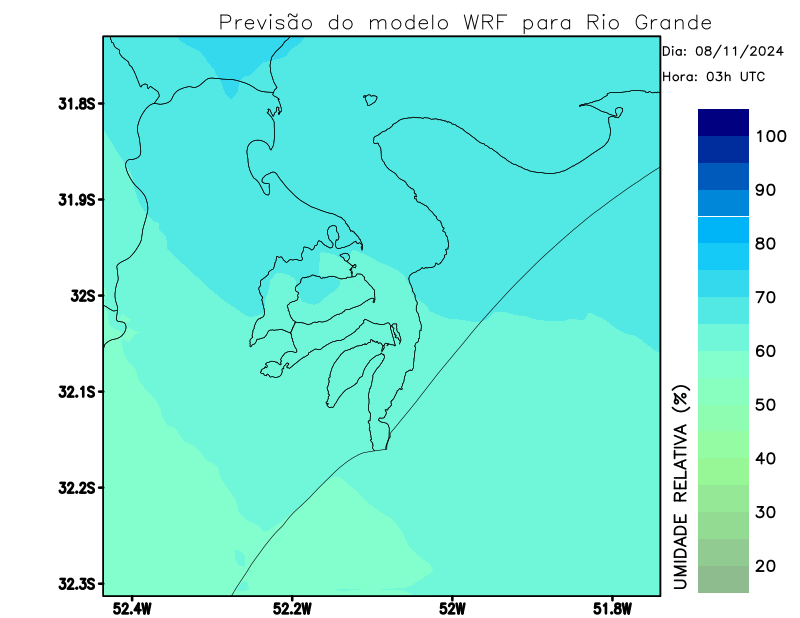 Previsão do modelo WRF para Rio Grande
Dia: 08/11/2024
Hora: 03h UTC
31.8S
31.9S
32S
32.1S
32.2S
32.3S
52.4W 52.2W 52W 51.8W
100
90
80
70
60
50
40
30
20
UMIDADE RELATIVA (%)